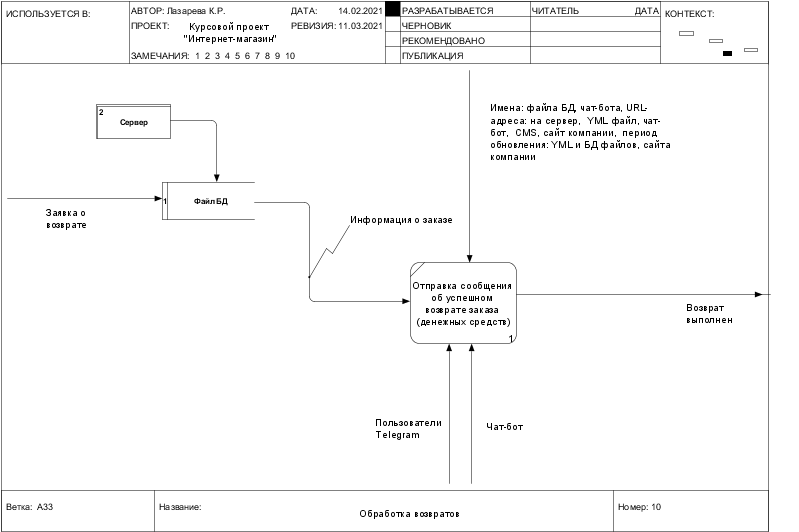 ИСПОЛЬЗУЕТСЯ В:
АВТОР: Лазарева К.Р.
ДАТА: 14.02.2021
РАЗРАБАТЫВАЕТСЯ
ЧИТАТЕЛЬ
ДАТА
КОНТЕКСТ:
ПРОЕКТ: Курсовой проект
"Интернет-магазин"
РЕВИЗИЯ: 11.03.2021
ЧЕРНОВИК
РЕКОМЕНДОВАНО
ЗАМЕЧАНИЯ: 1 2 3 4 5 6 7 8 9 10
ПУБЛИКАЦИЯ
2
Сервер
Имена: файла БД, чат-бота, URL-
адреса: на сервер, YML файл, чат-
бот, CMS, сайт компании, период
обновления: YML и БД файлов, сайта
компании
1
Файл БД
Заявка о
возврате
Информация о заказе
Отправка сообщения
об успешном
возврате заказа
(денежных средств)
1
Возврат
выполнен
Пользователи
Telegram
Чат-бот
Ветка: A33
Название:
Обработка возвратов
Номер: 10